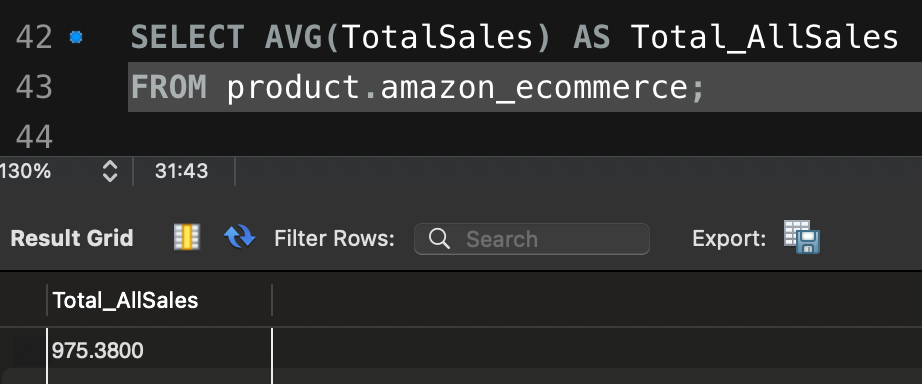 42 SELECT AVG(TotalSales) AS Total_AllSales
43 FROM product.amazon_ecommerce;
44
130% 31:43
Result Grid Filter Rows: Search Export:
Total_AllSales
975.3800